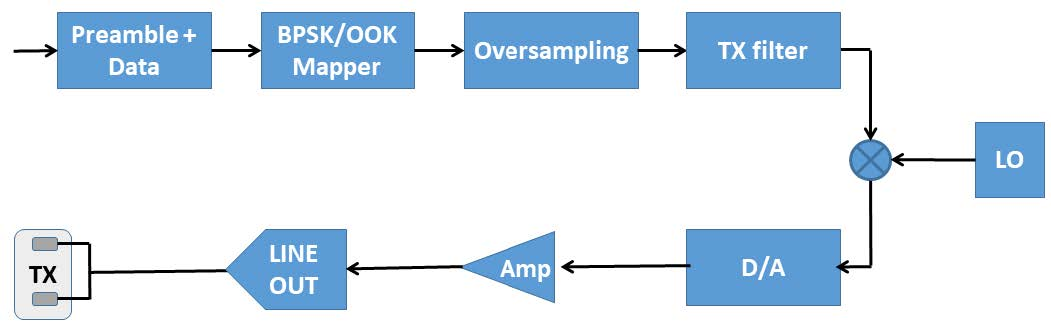 Preamble +
Data
BPSK/OOK
Mapper
Oversampling
TX filter
LO
D/A
Amp
LINE
OUT
TX